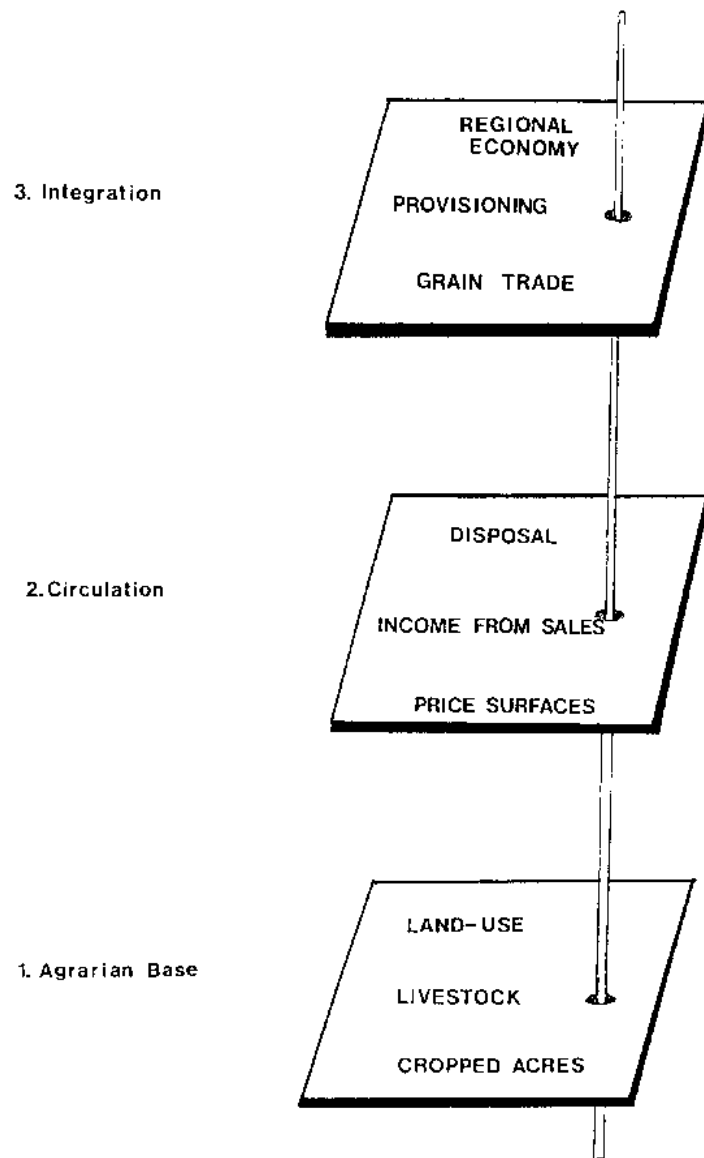 REGIONAL
ECONOMY
3. Integration
PROVISIONING
GRAIN TRADE
DISPOSAL
2. Circulation
INCOME FROM SALES
PRICE SURFACES
LAND-USE
1. Agrarian Base
LIVESTOCK
CROPPED ACRES